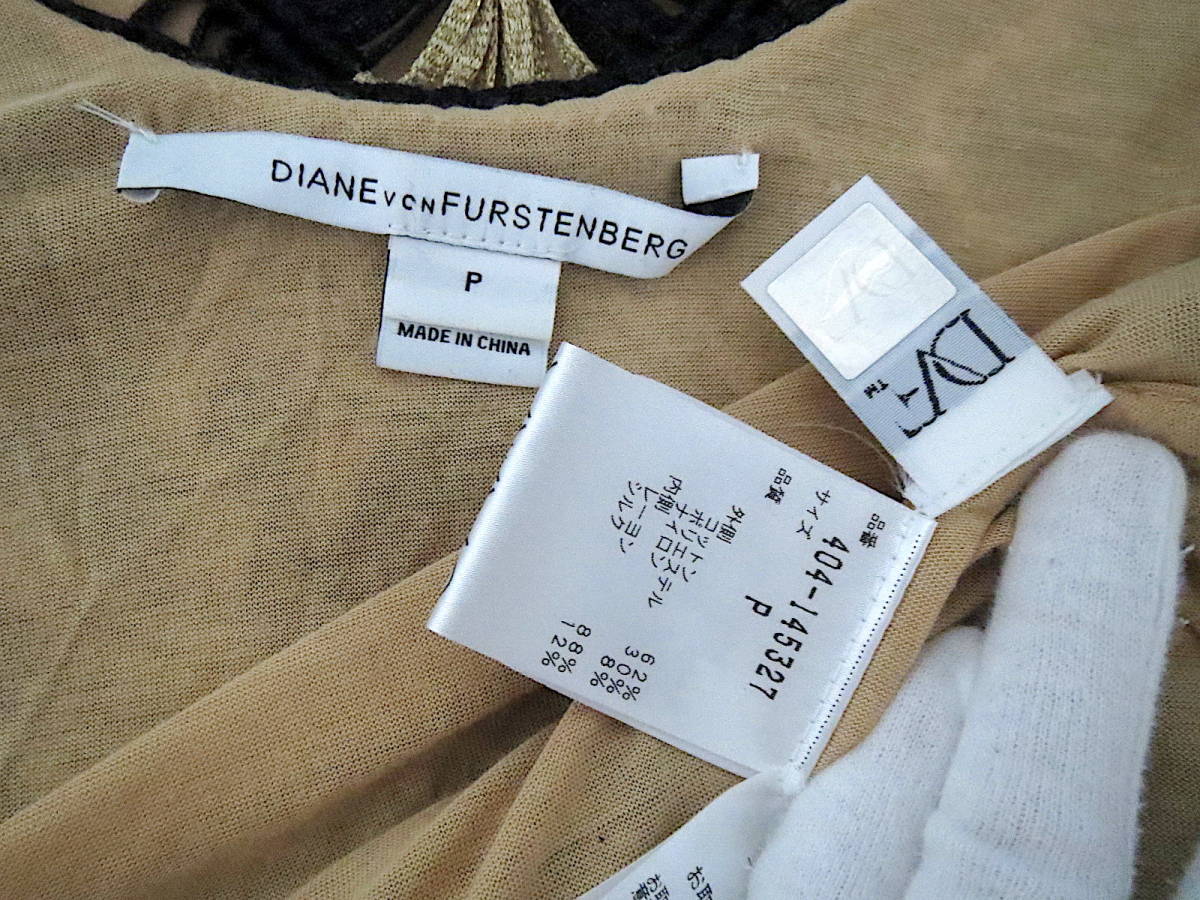 DIANE VON FURSTENBERG
P
MADE IN CHINA
DVF
TM
品番 404-145327
サイズ P
品質
外側
コットン 62%
ポリエステル 30%
ナイロン 8%
内側
レーヨン 88%
シルク 12%